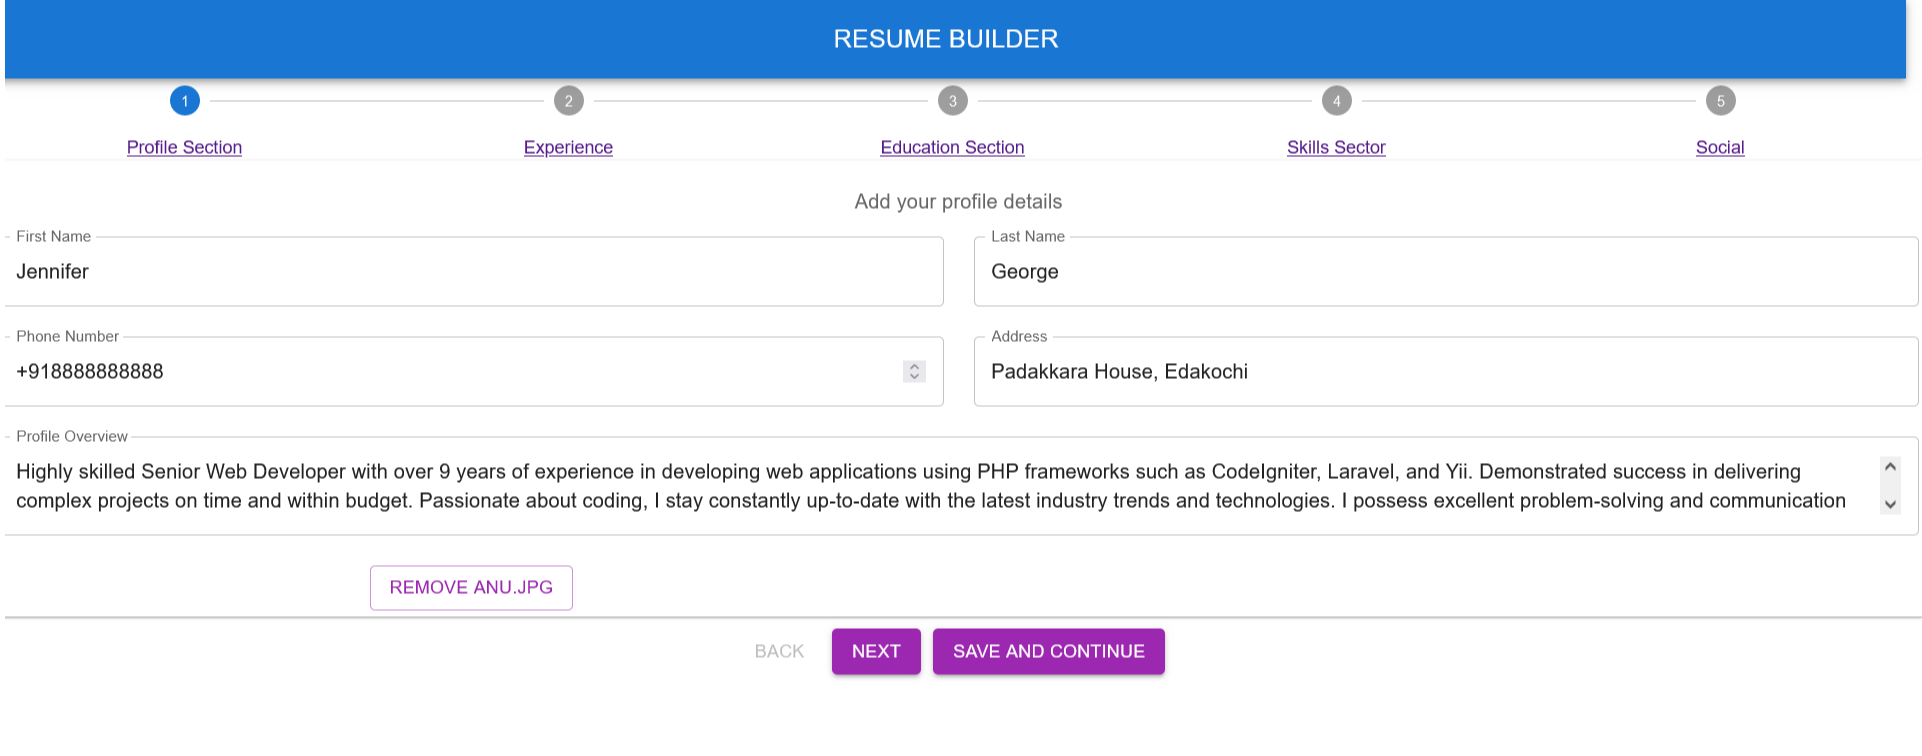 RESUME BUILDER
1
2
3
4
5
Profile Section
Experience
Education Section
Skills Sector
Social
Add your profile details
First Name
Jennifer
Last Name
George
Phone Number
+918888888888
Address
Padakkara House, Edakochi
Profile Overview
Highly skilled Senior Web Developer with over 9 years of experience in developing web applications using PHP frameworks such as CodeIgniter, Laravel, and Yii. Demonstrated success in delivering
complex projects on time and within budget. Passionate about coding, I stay constantly up-to-date with the latest industry trends and technologies. I possess excellent problem-solving and communication
REMOVE ANU.JPG
BACK
NEXT
SAVE AND CONTINUE